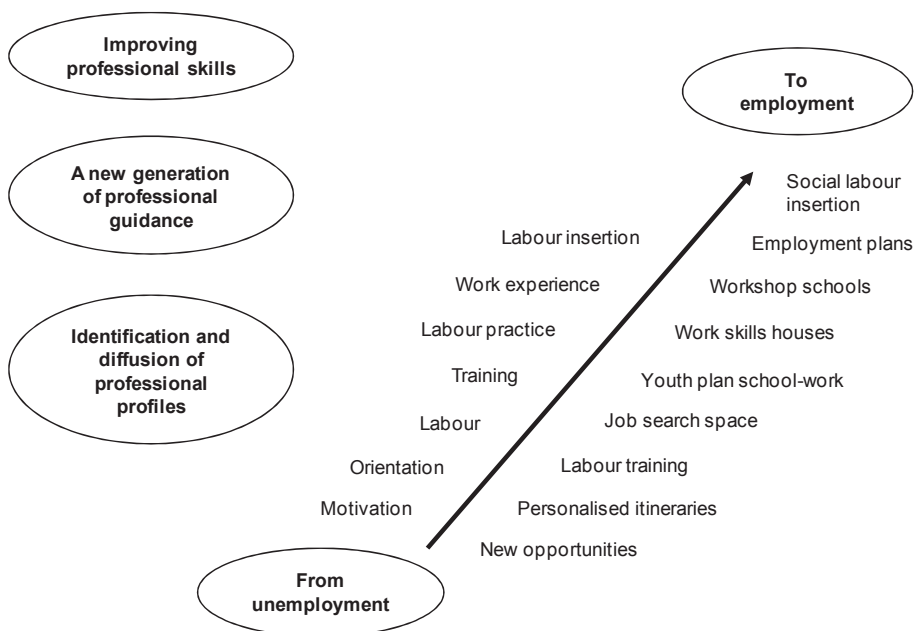 Improving
professional skills
A new generation
of professional
guidance
Identification and
diffusion of
professional
profiles
To
employment
Labour insertion
Work experience
Labour practice
Training
Labour
Orientation
Motivation
Social labour
insertion
Employment plans
Workshop schools
Work skills houses
Youth plan school-work
Job search space
Labour training
Personalised itineraries
New opportunities
From
unemployment